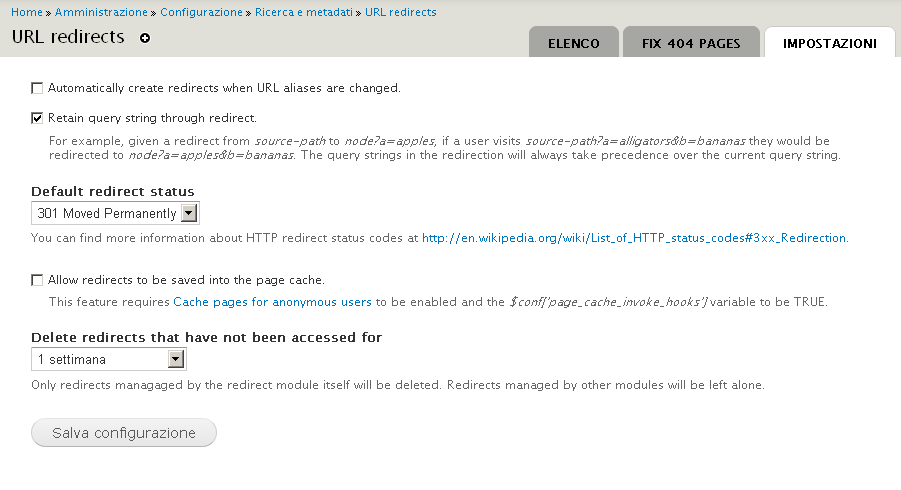 Home » Amministrazione » Configurazione » Ricerca e metadati » URL redirects
URL redirects
ELENCO
FIX 404 PAGES
IMPOSTAZIONI
Automatically create redirects when URL aliases are changed.
Retain query string through redirect.
For example, given a redirect from source-path to node?a=apples, if a user visits source-path?a=alligators&b=bananas they would be
redirected to node?a=apples&b=bananas. The query strings in the redirection will always take precedence over the current query string.
Default redirect status
301 Moved Permanently
You can find more information about HTTP redirect status codes at http://en.wikipedia.org/wiki/List_of_HTTP_status_codes#3xx_Redirection.
Allow redirects to be saved into the page cache.
This feature requires Cache pages for anonymous users to be enabled and the $conf['page_cache_invoke_hooks'] variable to be TRUE.
Delete redirects that have not been accessed for
1 settimana
Only redirects managaged by the redirect module itself will be deleted. Redirects managed by other modules will be left alone.
Salva configurazione